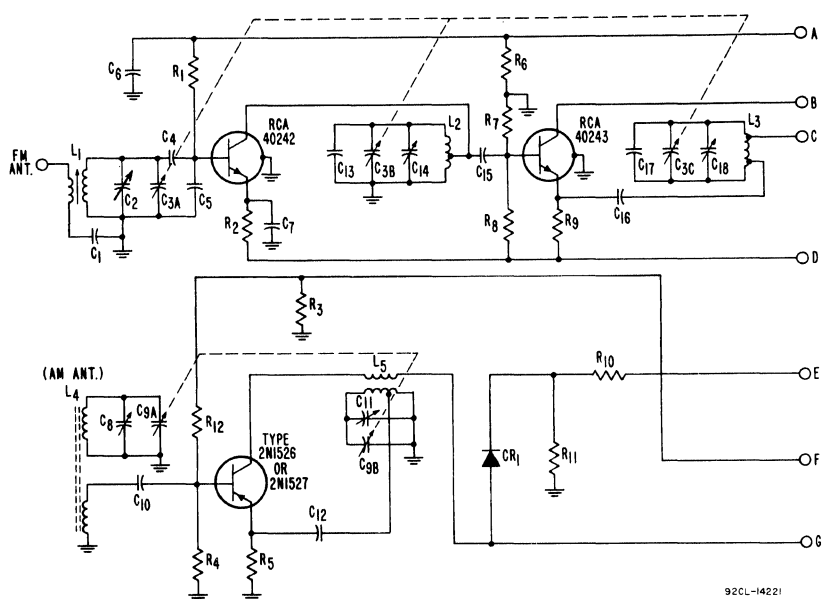 A
C6
R1
R6
B
RCA
40242
L2
R7
RCA
40243
L3
C
FM
ANT.
L1
C4
C2
C3A
C5
C13
C3B
C14
C15
C17
C3C
C18
C16
R2
C7
R8
R9
C1
D
R3
(AM ANT.)
L4
L5
R10
E
C8
C9A
R12
C11
TYPE
2N1526
OR
2N1527
C9B
CR1
R11
F
C10
C12
R4
R5
G
92CL-14221